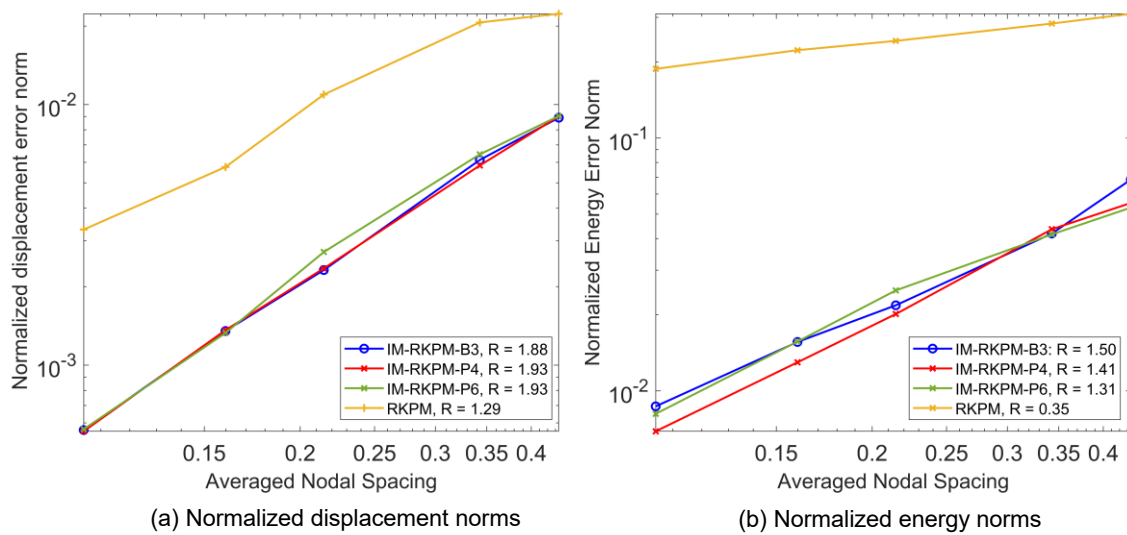 Normalized displacement error norm
10-2
10-3
0.15 0.2 0.25 0.3 0.35 0.4
Averaged Nodal Spacing
IM-RKPM-B3, R = 1.88
IM-RKPM-P4, R = 1.93
IM-RKPM-P6, R = 1.93
RKPM, R = 1.29
(a) Normalized displacement norms
Normalized Energy Error Norm
10-1
10-2
0.15 0.2 0.25 0.3 0.35 0.4
Averaged Nodal Spacing
IM-RKPM-B3: R = 1.50
IM-RKPM-P4, R = 1.41
IM-RKPM-P6, R = 1.31
RKPM, R = 0.35
(b) Normalized energy norms